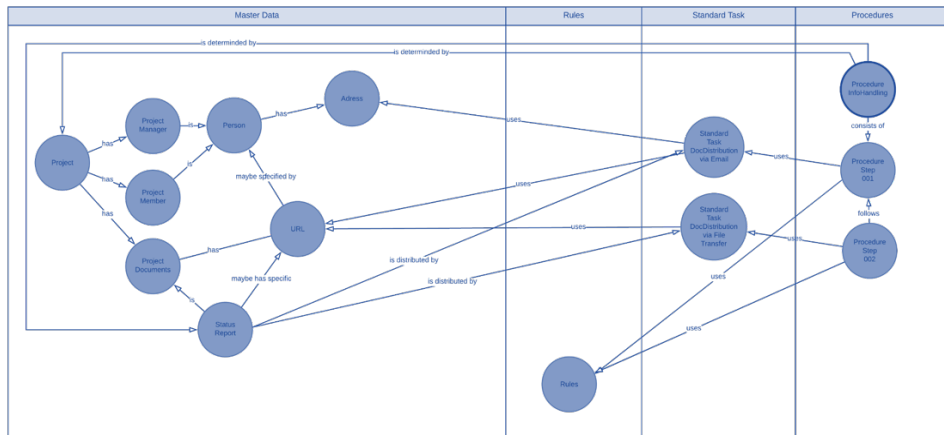 Master Data
Rules
Standard Task
Procedures
is determinded by
is determinded by
Procedure
Inforriandling
Adress
has
Project
Manager
is
Person
uses
consists of
Standard
Task
DocDistribution
via Email
has
Project
uses
Procedure
Step
001
is
has
Project
Member
maybe specified by
uses
follows
has
URL
Standard
Task
DocDistribution
via File
Transfer
uses
uses
Procedure
Step
002
Project
Documents
has
is distributed by
maybe has specific
is distributed by
uses
is
Status
Report
uses
Rules